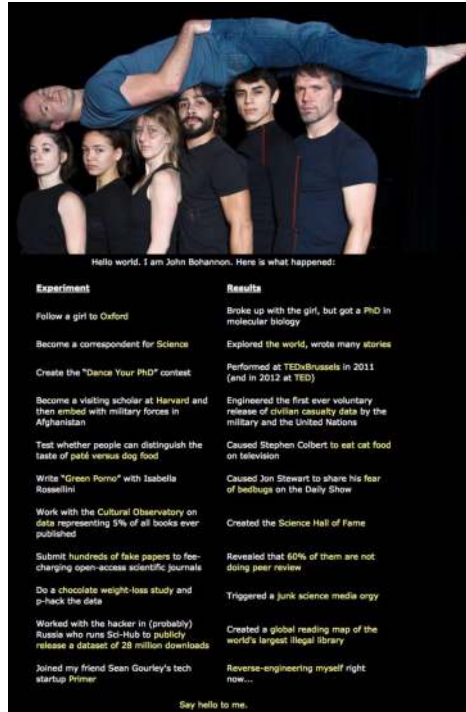 Hello world. I am John Bohannon. Here is what happened:
Experiment
Results
Follow a girl to Oxford
Broke up with the girl, but got a PhD in
molecular biology
Become a correspondent for Science
Explored the world, wrote many stories
Create the "Dance Your PhD" contest
Performed at TEDxBrussels in 2011
(and in 2012 at TED)
Become a visiting scholar at Harvard and
then embed with military forces in
Afghanistan
Engineered the first ever voluntary
release of civilian casualty data by the
military and the United Nations
Test whether people can distinguish the
taste of paté versus dog food
Caused Stephen Colbert to eat cat food
on television
Write "Green Porno" with Isabella
Rossellini
Caused Jon Stewart to share his fear
of bedbugs on the Daily Show
Work with the Cultural Observatory on
data representing 5% of all books ever
published
Created the Science Hall of Fame
Submit hundreds of fake papers to fee-
charging open-access scientific journals
Revealed that 60% of them are not
doing peer review
Do a chocolate weight-loss study and
p-hack the data
Triggered a junk science media orgy
Worked with the hacker in (probably)
Russia who runs Sci-Hub to publicly
release a dataset of 28 million downloads
Created a global reading map of the
world's largest illegal library
Joined my friend Sean Gourley's tech
startup Primer
Reverse-engineering myself right
now...
Say hello to me.